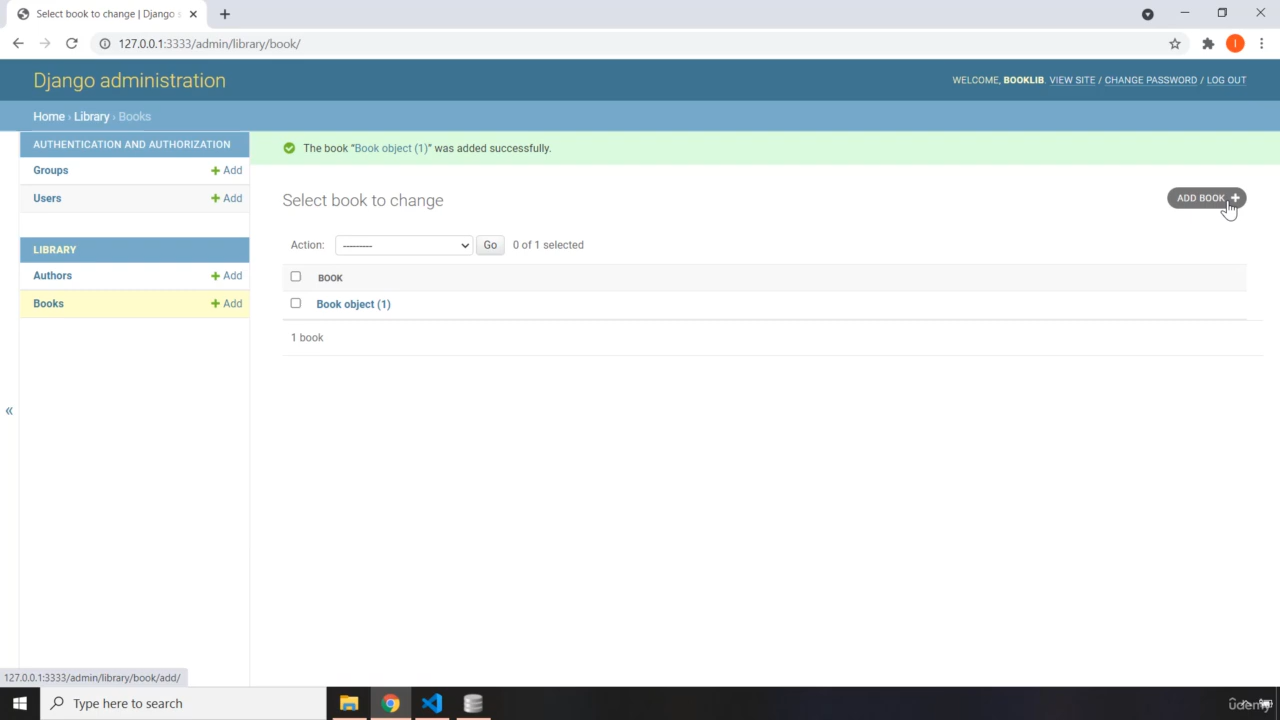 Select book to change | Django s
127.0.0.1:3333/admin/library/book/
Django administration
WELCOME, BOOKLIB. VIEW SITE / CHANGE PASSWORD / LOG OUT
Home › Library › Books
AUTHENTICATION AND AUTHORIZATION
Groups + Add
Users + Add
LIBRARY
Authors + Add
Books + Add
«
The book “Book object (1)” was added successfully.
Select book to change
ADD BOOK +
Action: --------- Go 0 of 1 selected
BOOK
Book object (1)
1 book
127.0.0.1:3333/admin/library/book/add/
Type here to search
udemy